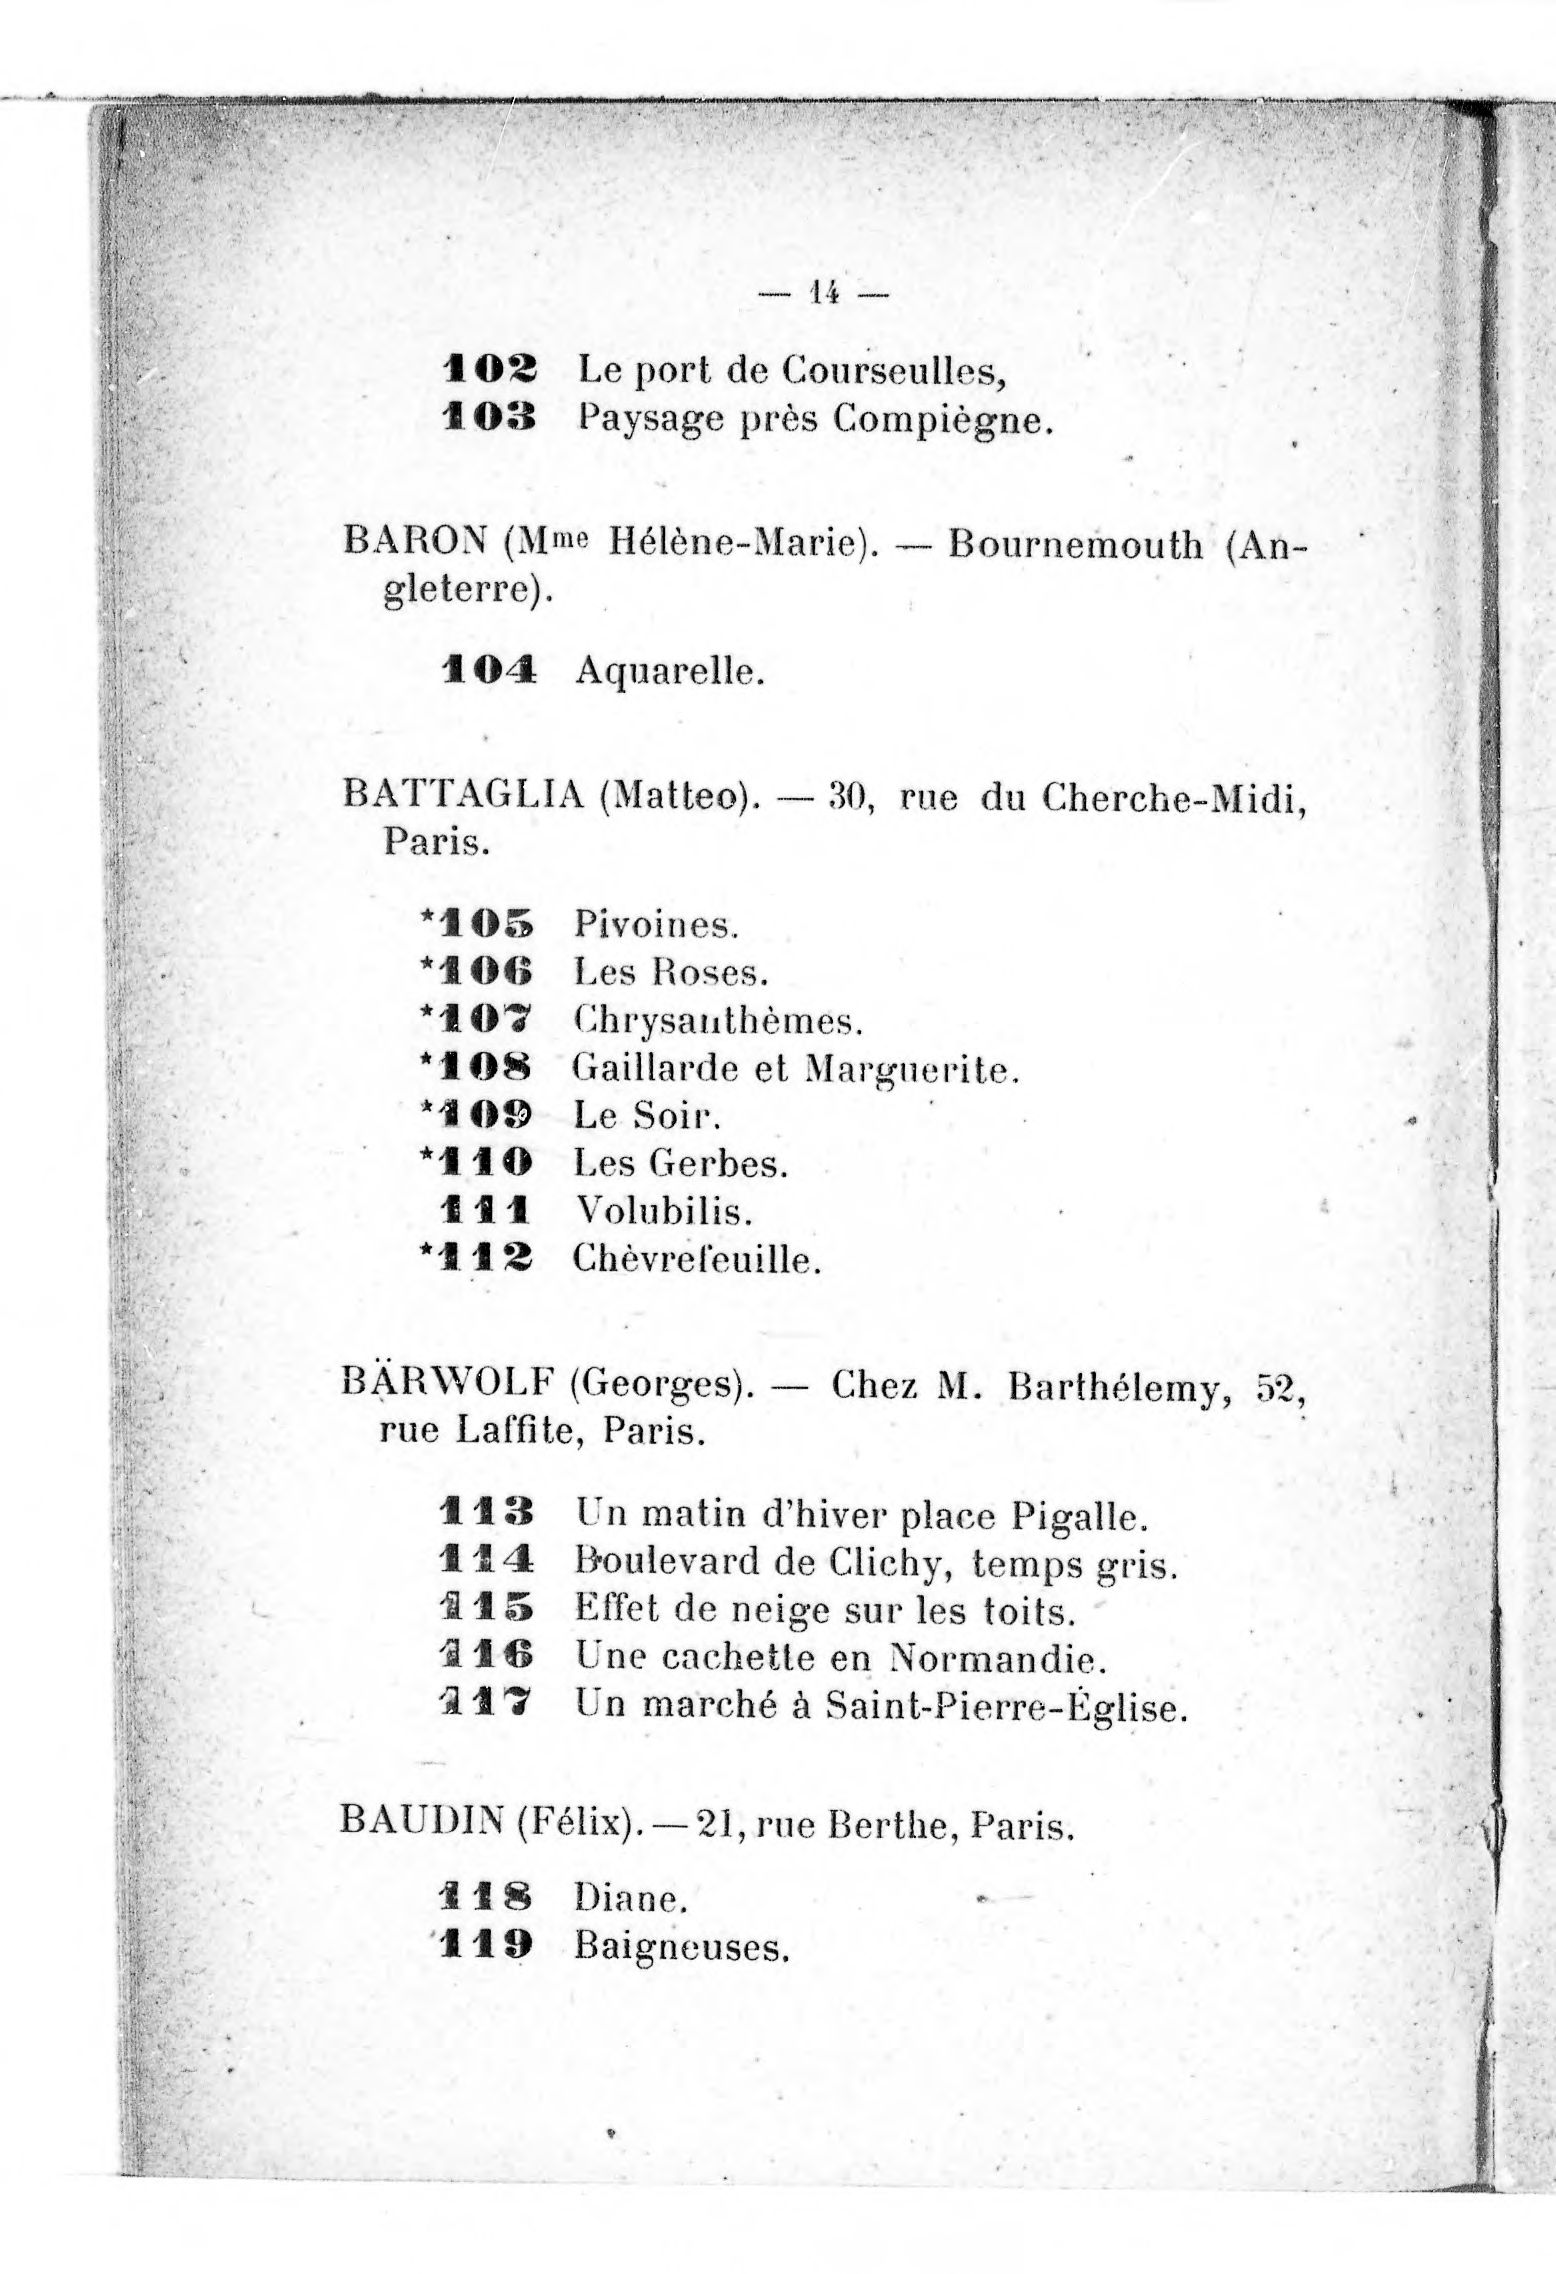 — 14 —
102 Le port de Courseulles,
103 Paysage près Compiègne.
BARON (Mme Hélène-Marie). — Bournemouth (An-
gleterre).
104 Aquarelle.
BATTAGLIA (Matteo). — 30, rue du Cherche-Midi,
Paris.
*105 Pivoines.
*106 Les Roses.
*107 Chrysanthèmes.
*108 Gaillarde et Marguerite.
*109 Le Soir.
*110 Les Gerbes.
111 Volubilis.
*112 Chèvrefeuille.
BÄRWOLF (Georges). — Chez M. Barthélemy, 52,
rue Laffite, Paris.
113 Un matin d'hiver place Pigalle.
114 Boulevard de Clichy, temps gris.
115 Effet de neige sur les toits.
116 Une cachette en Normandie.
117 Un marché à Saint-Pierre-Église.
BAUDIN (Félix). — 21, rue Berthe, Paris.
118 Diane.
119 Baigneuses.